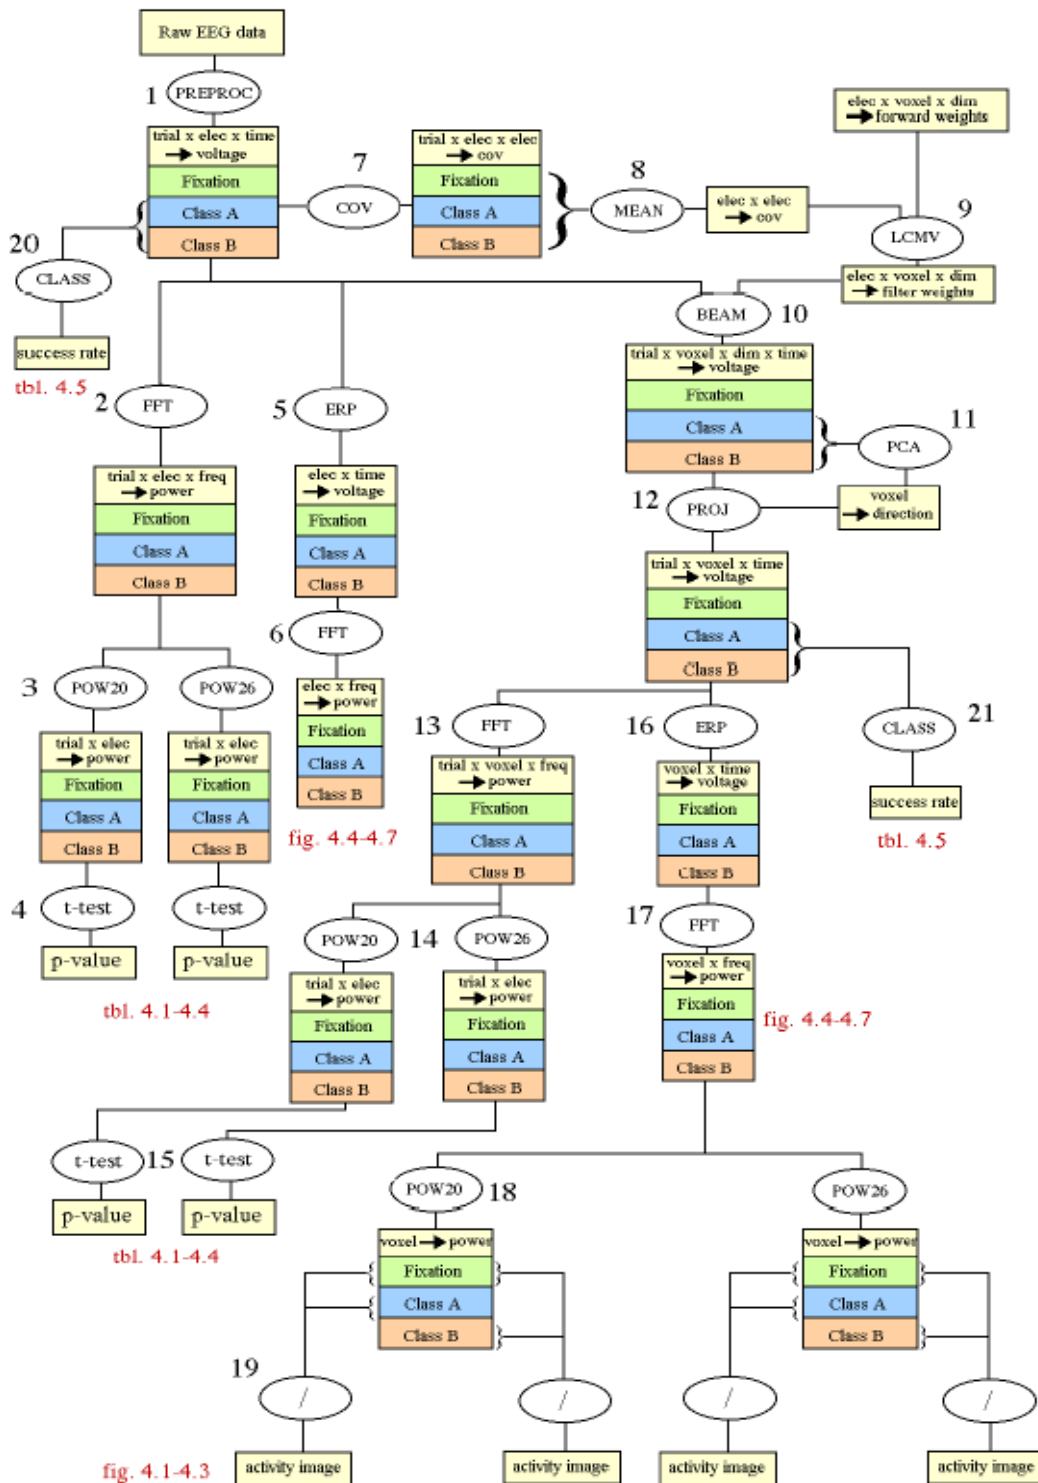 Raw EEG data
1
PREPROC
trial x elec x time
→ voltage
Fixation
Class A
Class B
7
COV
trial x elec x elec
→ cov
Fixation
Class A
Class B
8
MEAN
elec x elec
→ cov
elec x voxel x dim
→ forward weights
9
LCMV
elec x voxel x dim
→ filter weights
20
CLASS
success rate
tbl. 4.5
BEAM
10
trial x voxel x dim x time
→ voltage
Fixation
Class A
Class B
11
PCA
voxel
→ direction
12
PROJ
trial x voxel x time
→ voltage
Fixation
Class A
Class B
2
FFT
trial x elec x freq
→ power
Fixation
Class A
Class B
5
ERP
elec x time
→ voltage
Fixation
Class A
Class B
6
FFT
elec x freq
→ power
Fixation
Class A
Class B
fig. 4.4-4.7
3
POW20
trial x elec
→ power
Fixation
Class A
Class B
4
t-test
p-value
POW26
trial x elec
→ power
Fixation
Class A
Class B
t-test
p-value
tbl. 4.1-4.4
13
FFT
trial x voxel x freq
→ power
Fixation
Class A
Class B
16
ERP
voxel x time
→ voltage
Fixation
Class A
Class B
21
CLASS
success rate
tbl. 4.5
17
FFT
voxel x freq
→ power
Fixation
Class A
Class B
fig. 4.4-4.7
POW20
14
POW26
trial x elec
→ power
Fixation
Class A
Class B
trial x elec
→ power
Fixation
Class A
Class B
t-test
15
t-test
p-value
p-value
tbl. 4.1-4.4
POW20
18
voxel → power
Fixation
Class A
Class B
POW26
voxel → power
Fixation
Class A
Class B
19
/
/
/
/
activity image
activity image
activity image
activity image
fig. 4.1-4.3